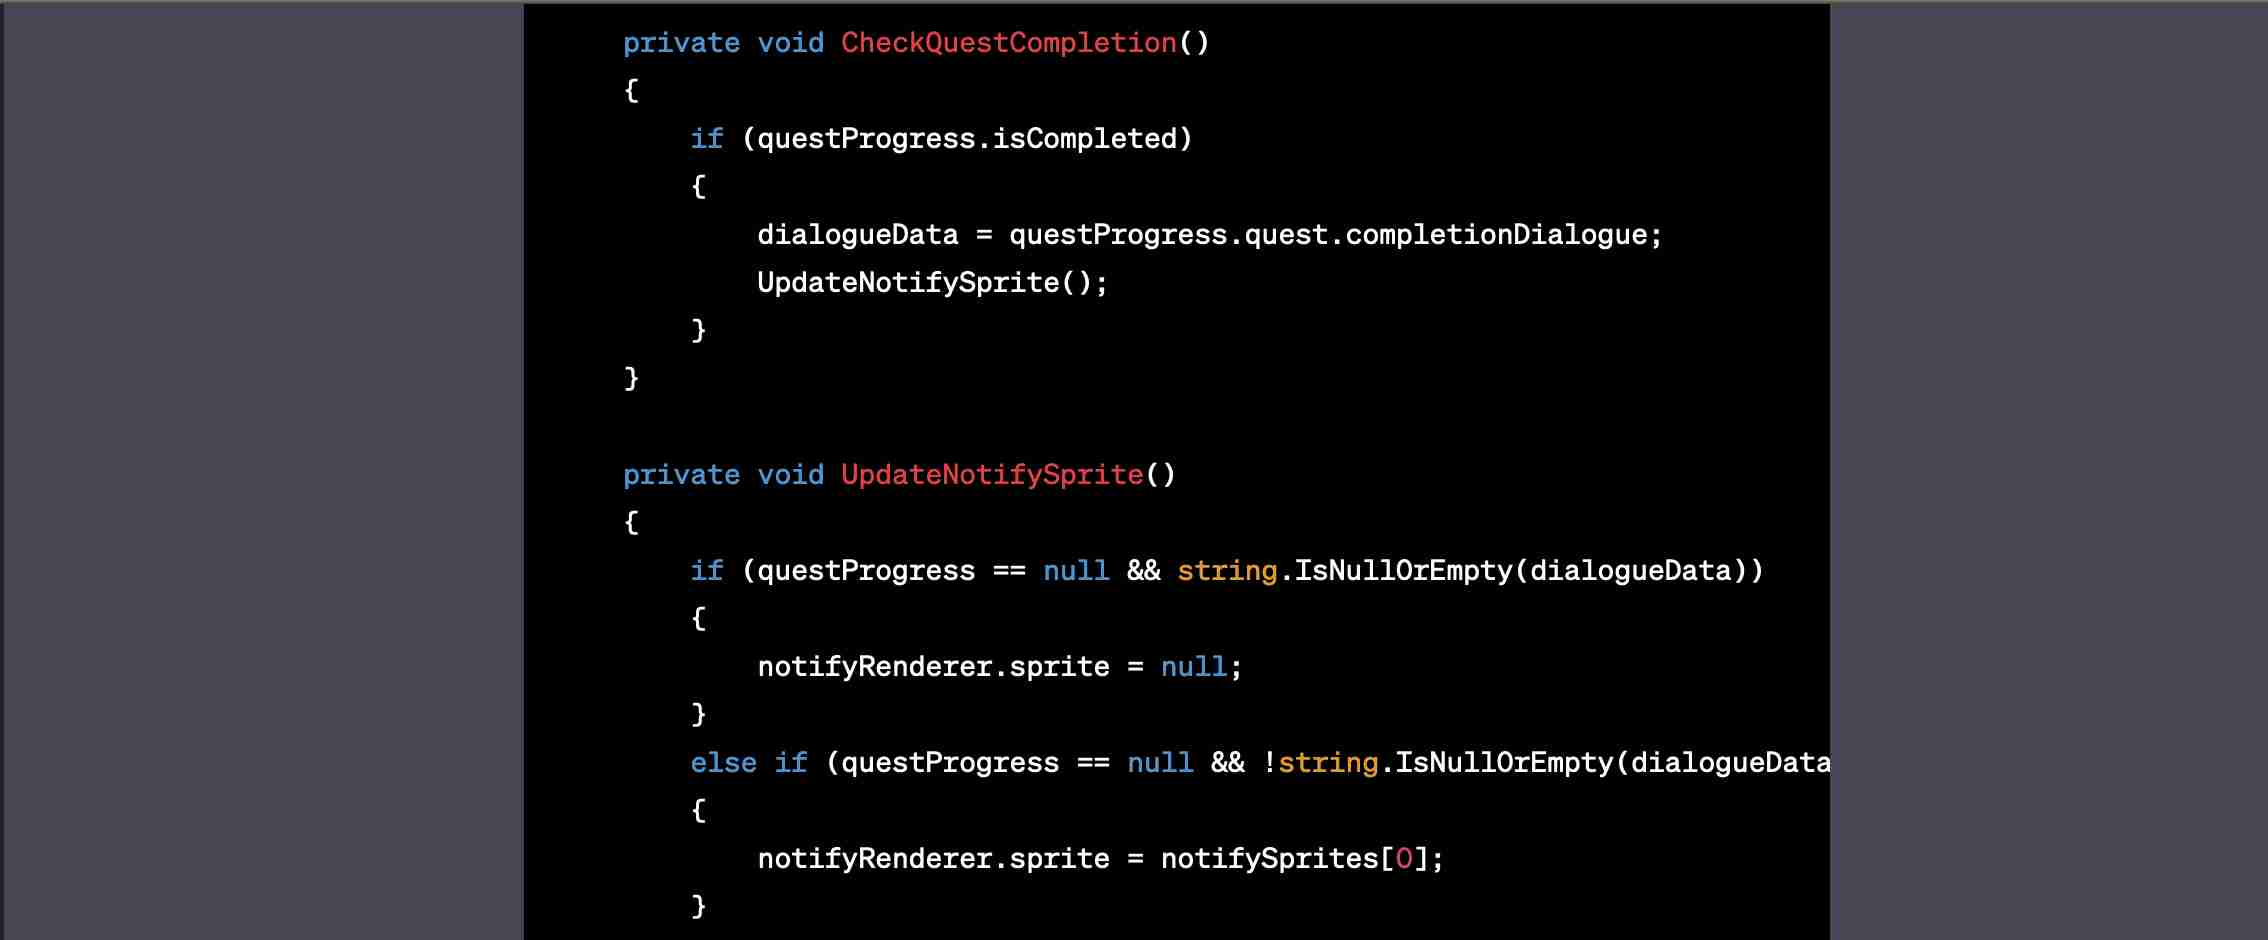 private void CheckQuestCompletion()
{
if (questProgress.isCompleted)
{
dialogueData = questProgress.quest.completionDialogue;
UpdateNotifySprite();
}
}
private void UpdateNotifySprite()
{
if (questProgress == null && string.IsNullOrEmpty(dialogueData))
{
notifyRenderer.sprite = null;
}
else if (questProgress == null && !string.IsNullOrEmpty(dialogueData
{
notifyRenderer.sprite = notifySprites[0];
}